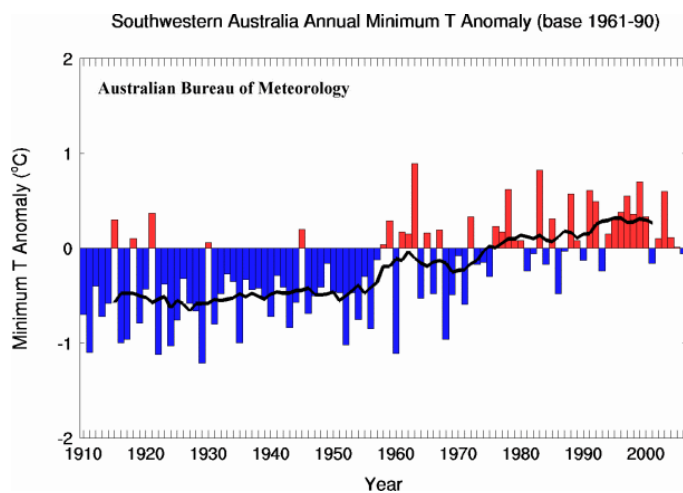 Southwestern Australia Annual Minimum T Anomaly (base 1961-90)
2
Australian Bureau of Meteorology
1
0
-1
-2
Minimum T Anomaly (°C)
1910 1920 1930 1940 1950 1960 1970 1980 1990 2000
Year